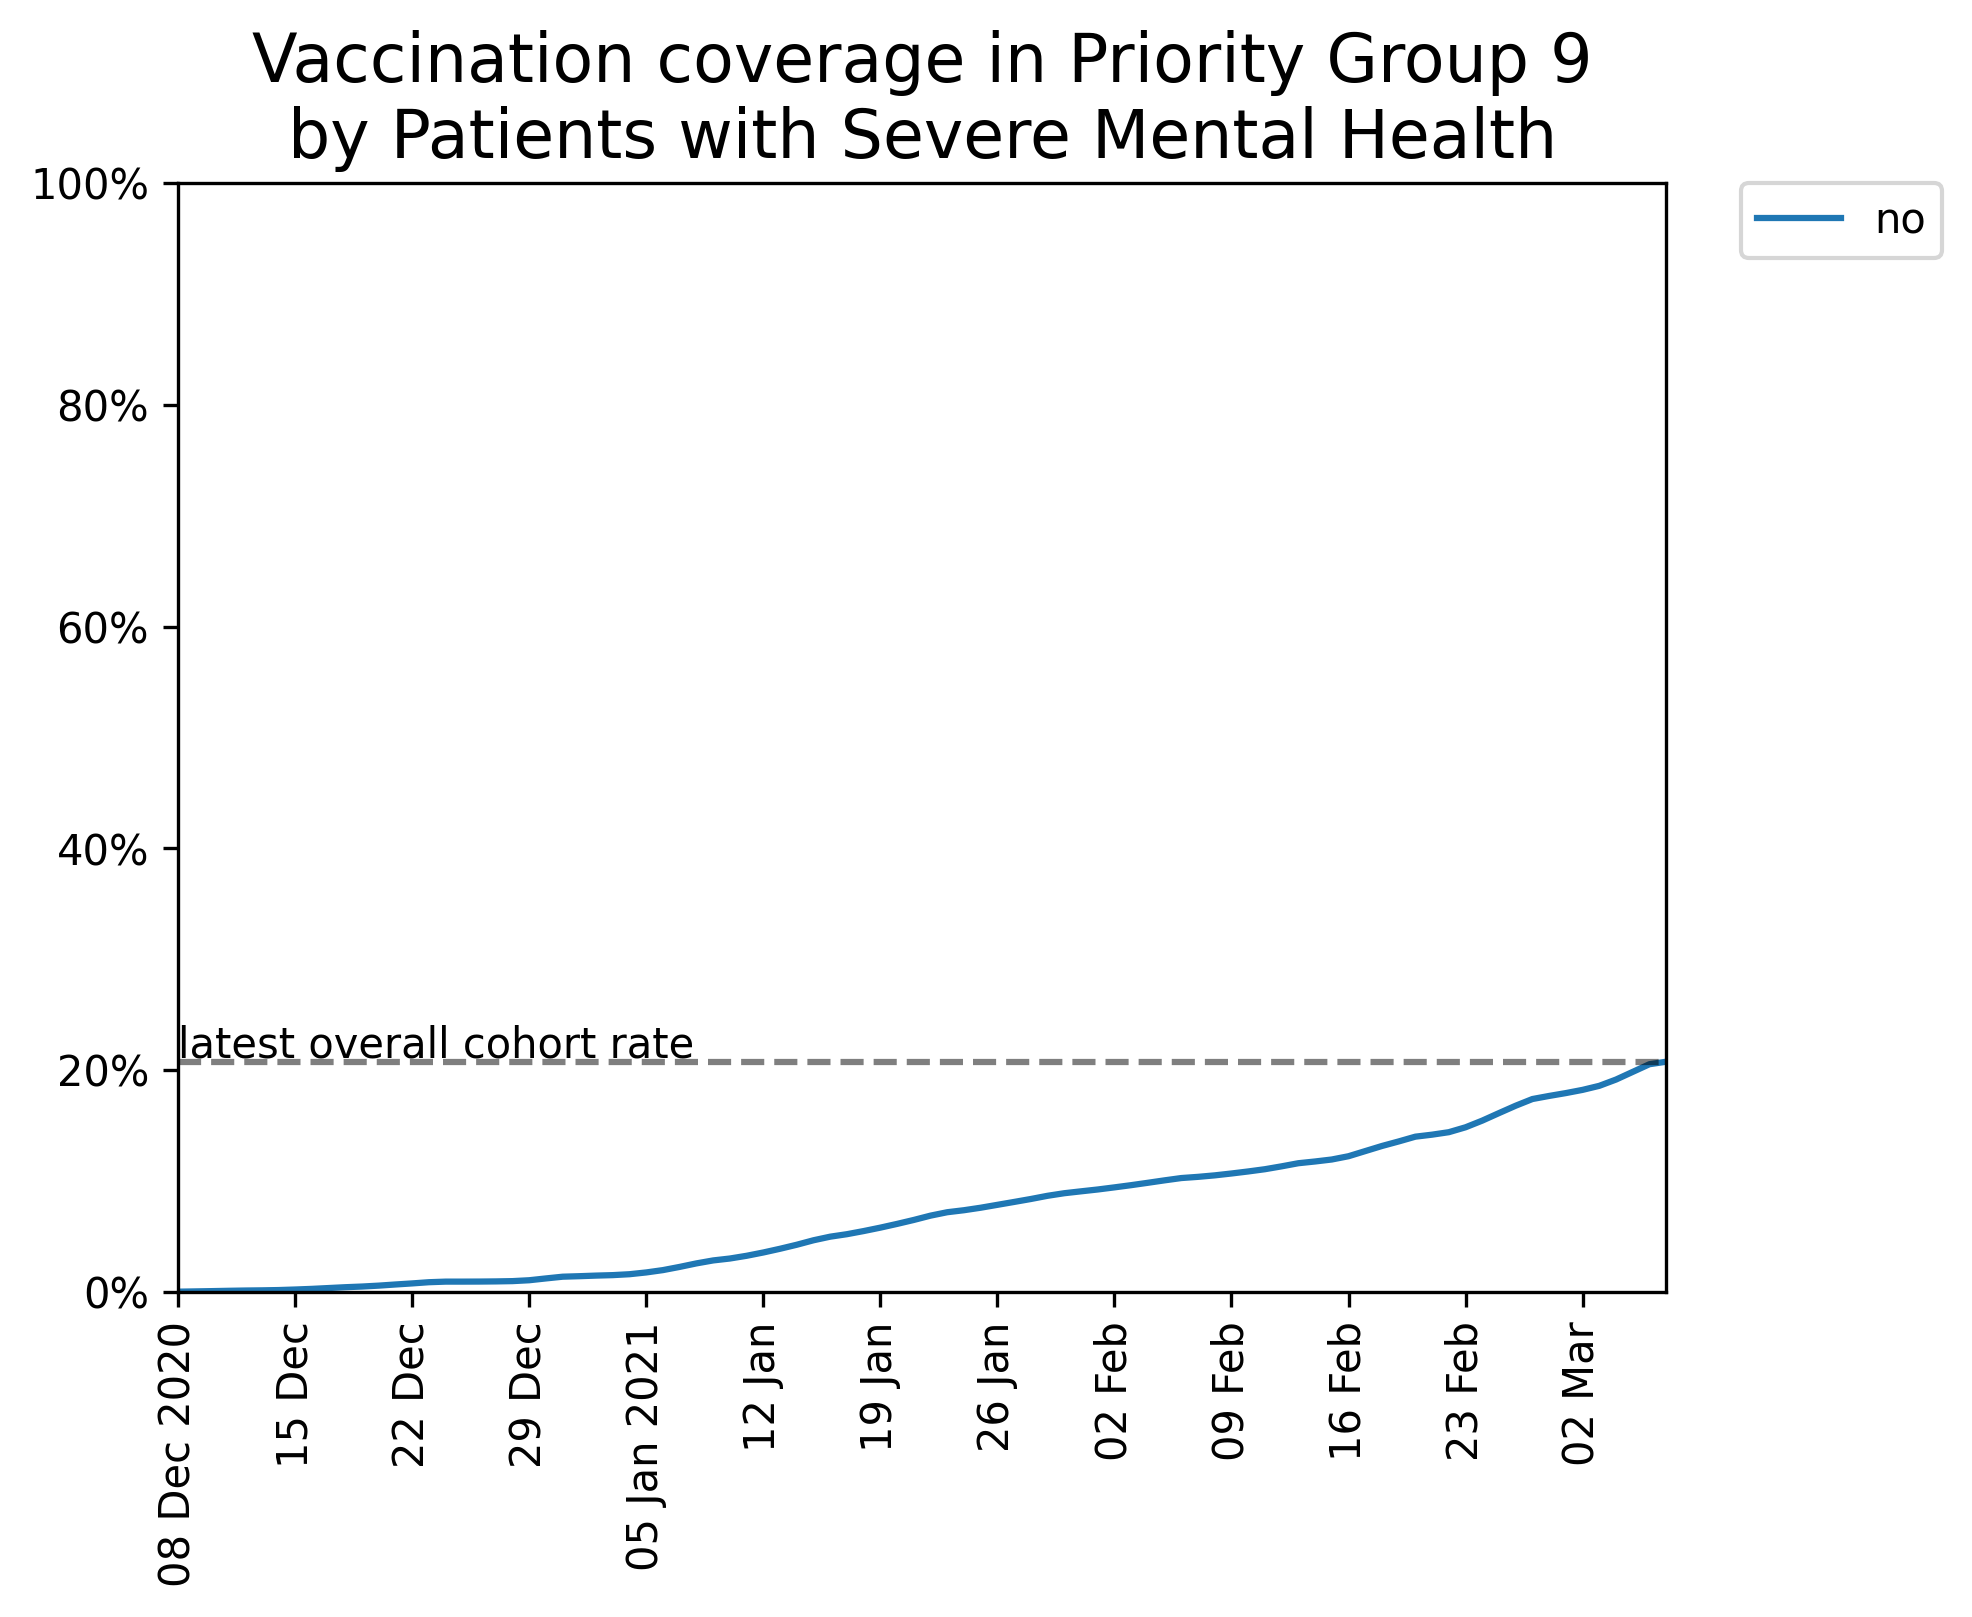 Vaccination coverage in Priority Group 9
by Patients with Severe Mental Health
100%
80%
60%
40%
20%
0%
latest overall cohort rate
no
08 Dec 2020
15 Dec
22 Dec
29 Dec
05 Jan 2021
12 Jan
19 Jan
26 Jan
02 Feb
09 Feb
16 Feb
23 Feb
02 Mar